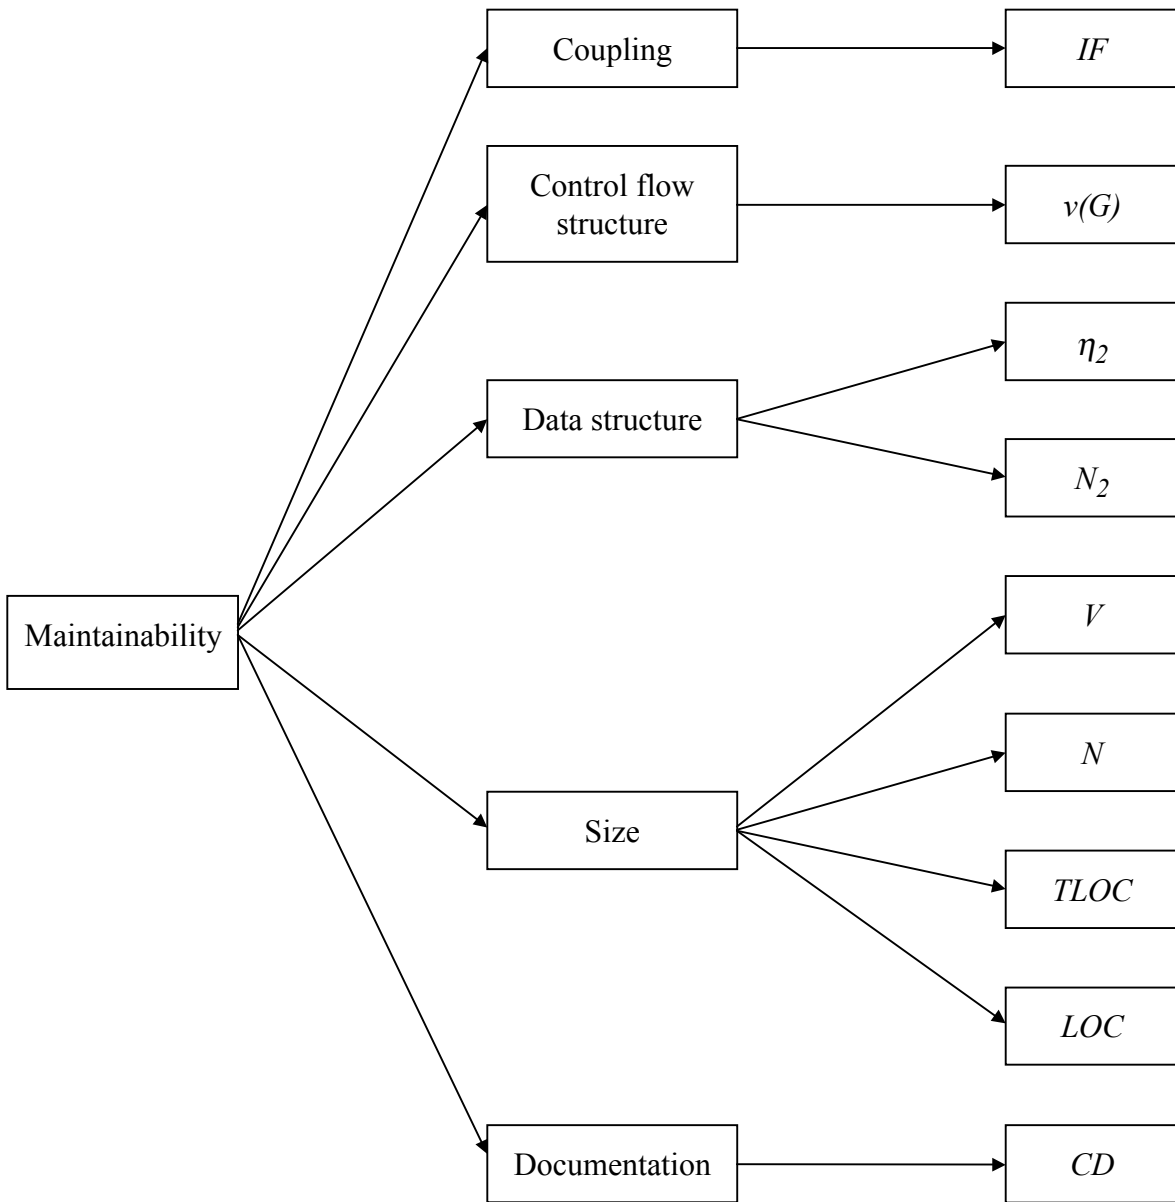 Coupling
IF
Control flow
structure
v(G)
η2
Data structure
N2
Maintainability
V
N
Size
TLOC
LOC
Documentation
CD